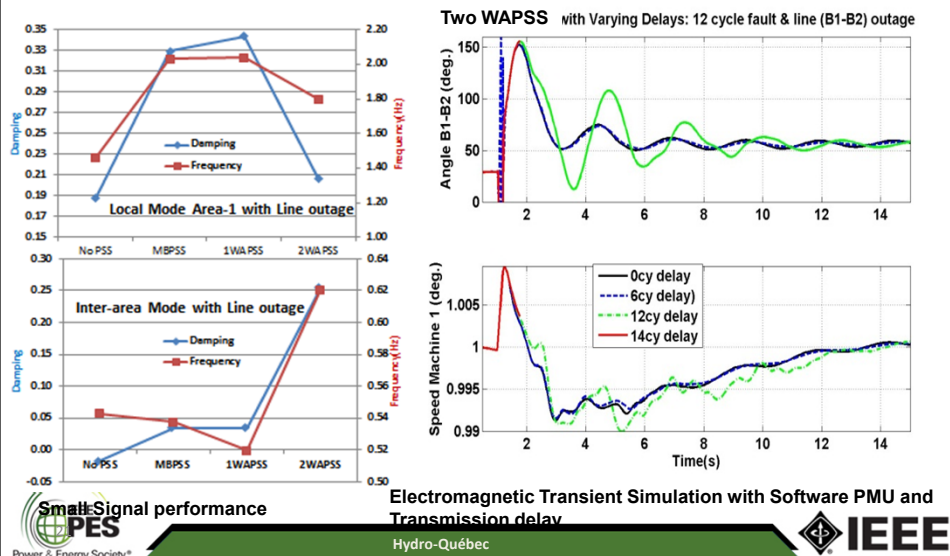 0.35
0.33
0.31
0.29
0.27
0.25
0.23
0.21
0.19
0.17
0.15
Damping
2.20
2.00
1.80
1.60
1.40
1.20
1.00
Frequency(Hz)
Damping
Frequency
Local Mode Area-1 with Line outage
No PSS MBPSS 1WAPSS 2WAPSS
0.30
0.25
0.20
0.15
0.10
0.05
0.00
-0.05
Damping
0.64
0.62
0.60
0.58
0.56
0.54
0.52
0.50
Frequency(Hz)
Inter-area Mode with Line outage
Damping
Frequency
No PSS MBPSS 1WAPSS 2WAPSS
Small Signal performance
Two WAPSS with Varying Delays: 12 cycle fault & line (B1-B2) outage
Angle B1-B2 (deg.)
150
100
50
0
2 4 6 8 10 12 14
Speed Machine 1 (deg.)
1.005
1
0.995
0.99
0cy delay
6cy delay)
12cy delay
14cy delay
2 4 6 8 10 12 14
Time(s)
Electromagnetic Transient Simulation with Software PMU and
Transmission delay
PES
Power & Energy Society®
Hydro-Québec
IEEE